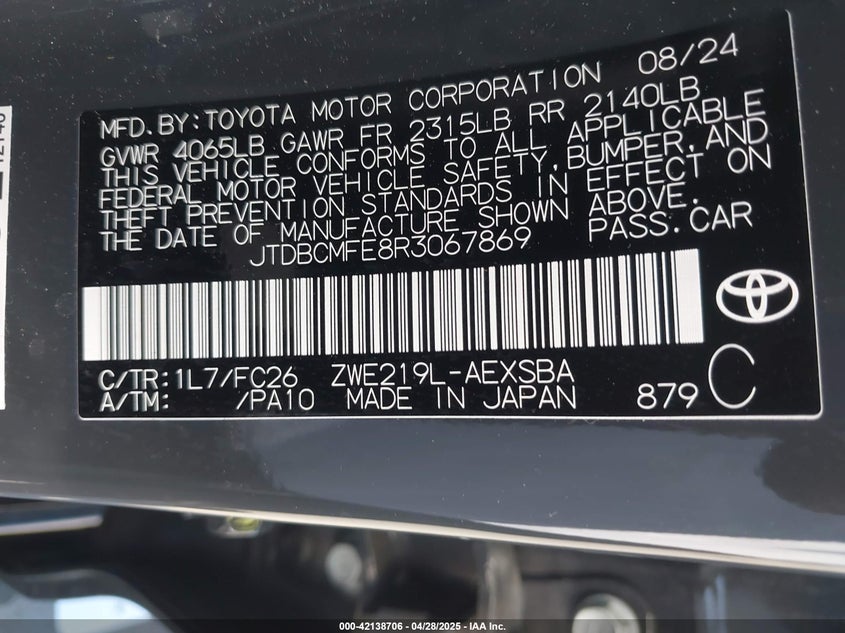 MFD.BY:TOYOTA MOTOR CORPORATION 08/24
GVWR 4065LB GAWR FR 2315LB RR 2140LB
THIS VEHICLE CONFORMS TO ALL APPLICABLE
FEDERAL MOTOR VEHICLE SAFETY,BUMPER,AND
THEFT PREVENTION STANDARDS IN EFFECT ON
THE DATE OF MANUFACTURE SHOWN ABOVE.
JTDBCMFE8R3067869 PASS.CAR
C/TR:1L7/FC26 ZWE219L-AEXSBA
A/TM: /PA10 MADE IN JAPAN 879 C
000-42138706 - 04/28/2025 - IAA Inc.